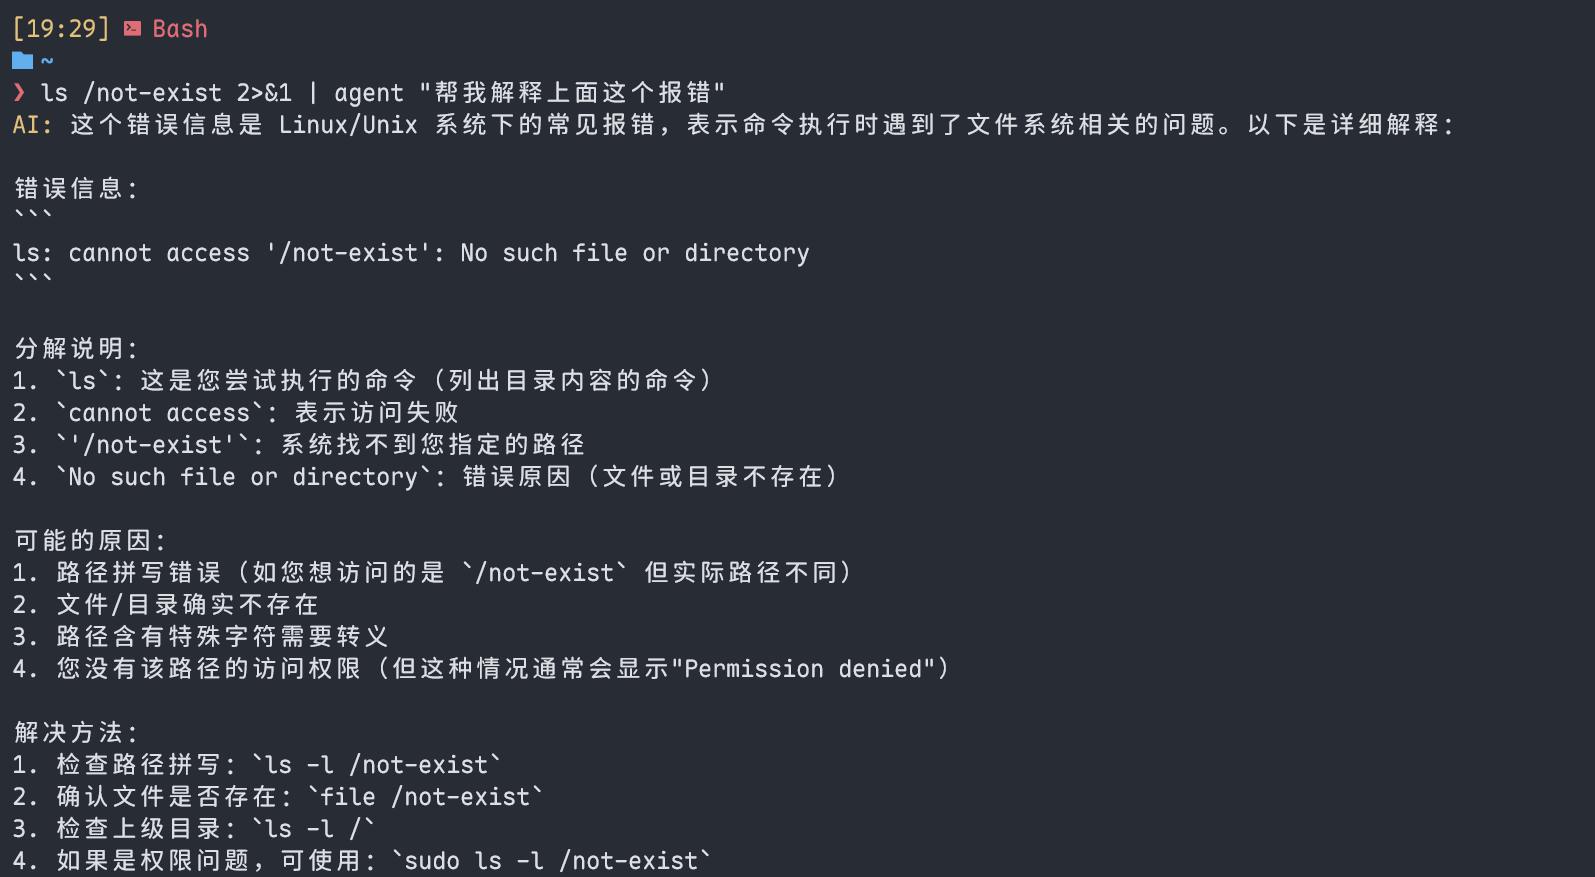 [19:29] Bash
~
❯ ls /not-exist 2>&1 | agent "帮我解释上面这个报错"
AI: 这个错误信息是 Linux/Unix 系统下的常见报错，表示命令执行时遇到了文件系统相关的问题。以下是详细解释：
错误信息：
```
ls: cannot access '/not-exist': No such file or directory
```
分解说明：
1. `ls`：这是您尝试执行的命令（列出目录内容的命令）
2. `cannot access`：表示访问失败
3. `'/not-exist'`：系统找不到您指定的路径
4. `No such file or directory`：错误原因（文件或目录不存在）
可能的原因：
1. 路径拼写错误（如您想访问的是 `/not-exist` 但实际路径不同）
2. 文件/目录确实不存在
3. 路径含有特殊字符需要转义
4. 您没有该路径的访问权限（但这种情况通常会显示"Permission denied"）
解决方法：
1. 检查路径拼写：`ls -l /not-exist`
2. 确认文件是否存在：`file /not-exist`
3. 检查上级目录：`ls -l /`
4. 如果是权限问题，可使用：`sudo ls -l /not-exist`